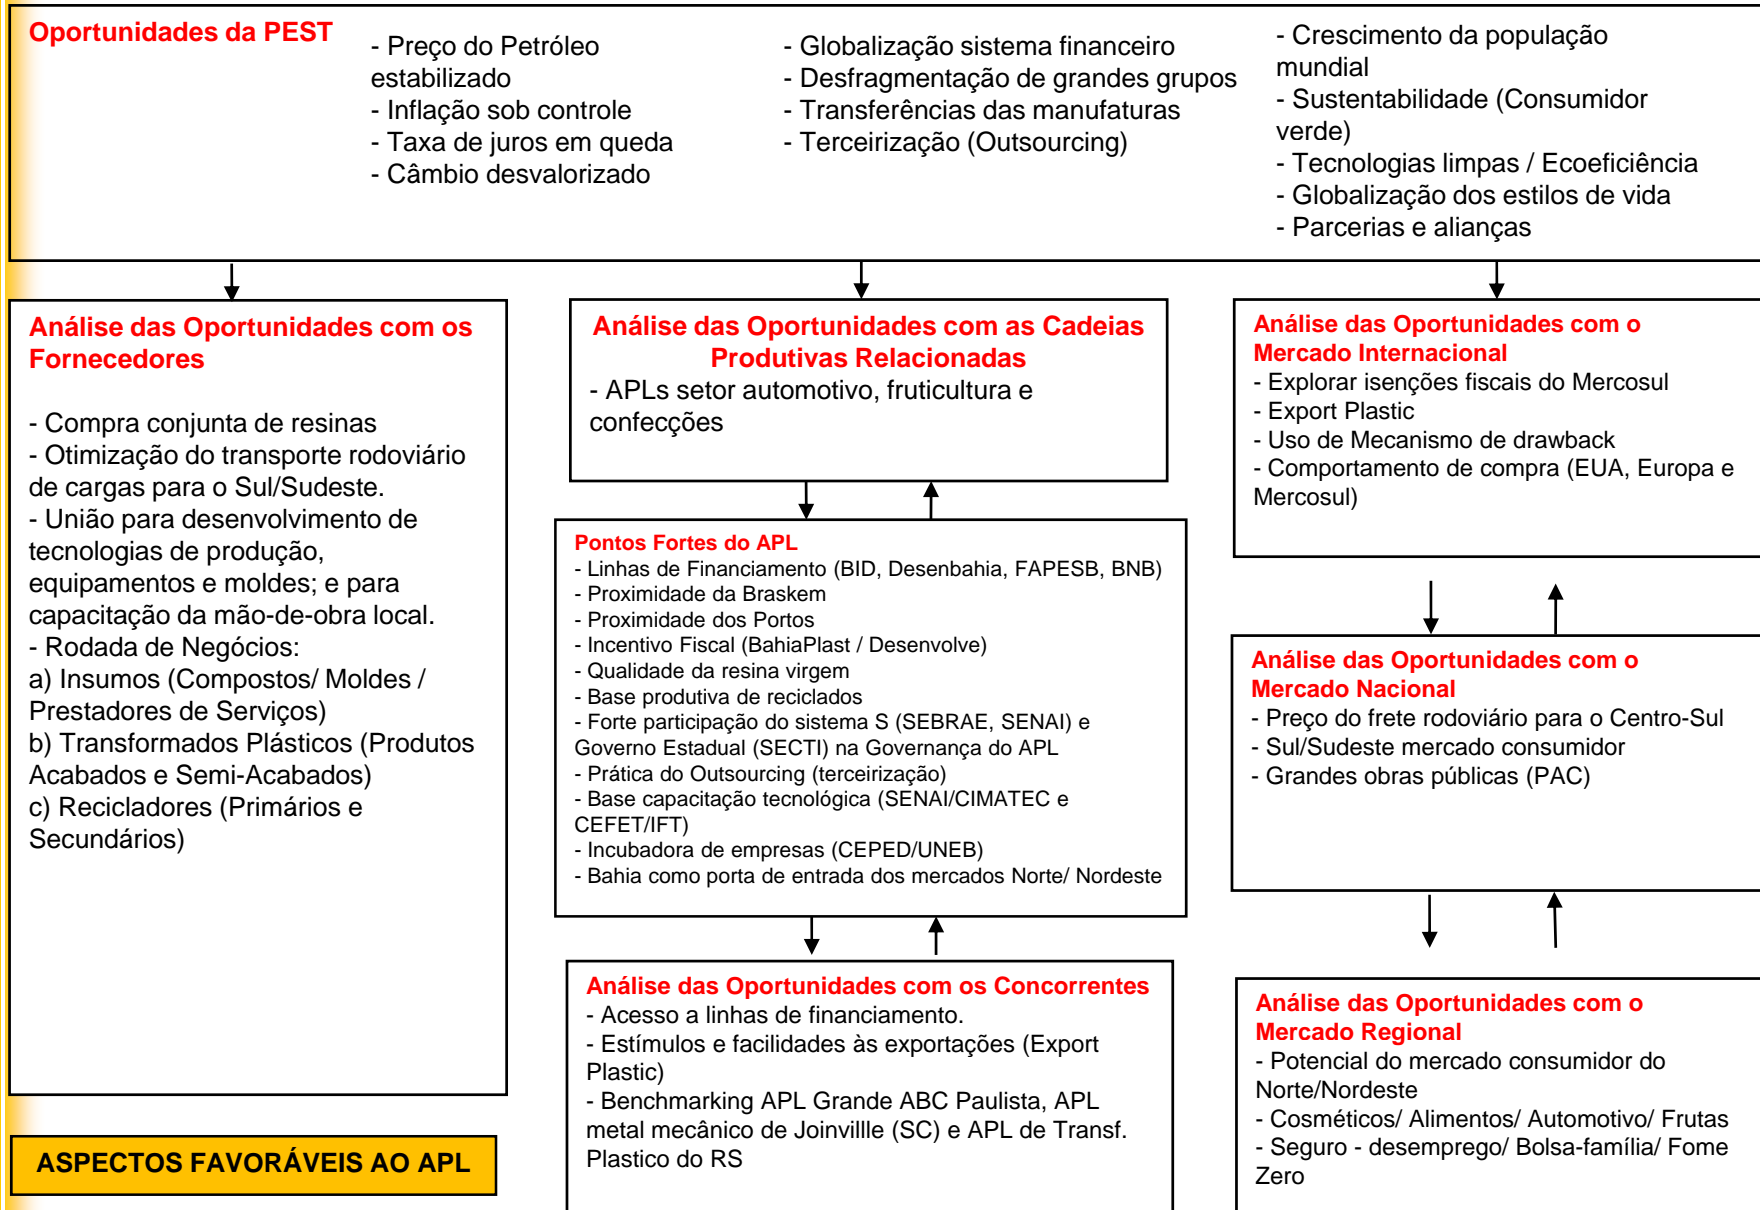 Oportunidades da PEST
- Preço do Petróleo
estabilizado
- Inflação sob controle
- Taxa de juros em queda
- Câmbio desvalorizado
- Globalização sistema financeiro
- Desfragmentação de grandes grupos
- Transferências das manufaturas
- Terceirização (Outsourcing)
- Crescimento da população
mundial
- Sustentabilidade (Consumidor
verde)
- Tecnologias limpas / Ecoeficiência
- Globalização dos estilos de vida
- Parcerias e alianças
Análise das Oportunidades com os
Fornecedores
- Compra conjunta de resinas
- Otimização do transporte rodoviário
de cargas para o Sul/Sudeste.
- União para desenvolvimento de
tecnologias de produção,
equipamentos e moldes; e para
capacitação da mão-de-obra local.
- Rodada de Negócios:
a) Insumos (Compostos/ Moldes /
Prestadores de Serviços)
b) Transformados Plásticos (Produtos
Acabados e Semi-Acabados)
c) Recicladores (Primários e
Secundários)
ASPECTOS FAVORÁVEIS AO APL
Análise das Oportunidades com as Cadeias
Produtivas Relacionadas
- APLs setor automotivo, fruticultura e
confecções
Pontos Fortes do APL
- Linhas de Financiamento (BID, Desenbahia, FAPESB, BNB)
- Proximidade da Braskem
- Proximidade dos Portos
- Incentivo Fiscal (BahiaPlast / Desenvolve)
- Qualidade da resina virgem
- Base produtiva de reciclados
- Forte participação do sistema S (SEBRAE, SENAI) e
Governo Estadual (SECTI) na Governança do APL
- Prática do Outsourcing (terceirização)
- Base capacitação tecnológica (SENAI/CIMATEC e
CEFET/IFT)
- Incubadora de empresas (CEPED/UNEB)
- Bahia como porta de entrada dos mercados Norte/ Nordeste
Análise das Oportunidades com os Concorrentes
- Acesso a linhas de financiamento.
- Estímulos e facilidades às exportações (Export
Plastic)
- Benchmarking APL Grande ABC Paulista, APL
metal mecânico de Joinvillle (SC) e APL de Transf.
Plastico do RS
Análise das Oportunidades com o
Mercado Internacional
- Explorar isenções fiscais do Mercosul
- Export Plastic
- Uso de Mecanismo de drawback
- Comportamento de compra (EUA, Europa e
Mercosul)
Análise das Oportunidades com o
Mercado Nacional
- Preço do frete rodoviário para o Centro-Sul
- Sul/Sudeste mercado consumidor
- Grandes obras públicas (PAC)
Análise das Oportunidades com o
Mercado Regional
- Potencial do mercado consumidor do
Norte/Nordeste
- Cosméticos/ Alimentos/ Automotivo/ Frutas
- Seguro - desemprego/ Bolsa-família/ Fome
Zero